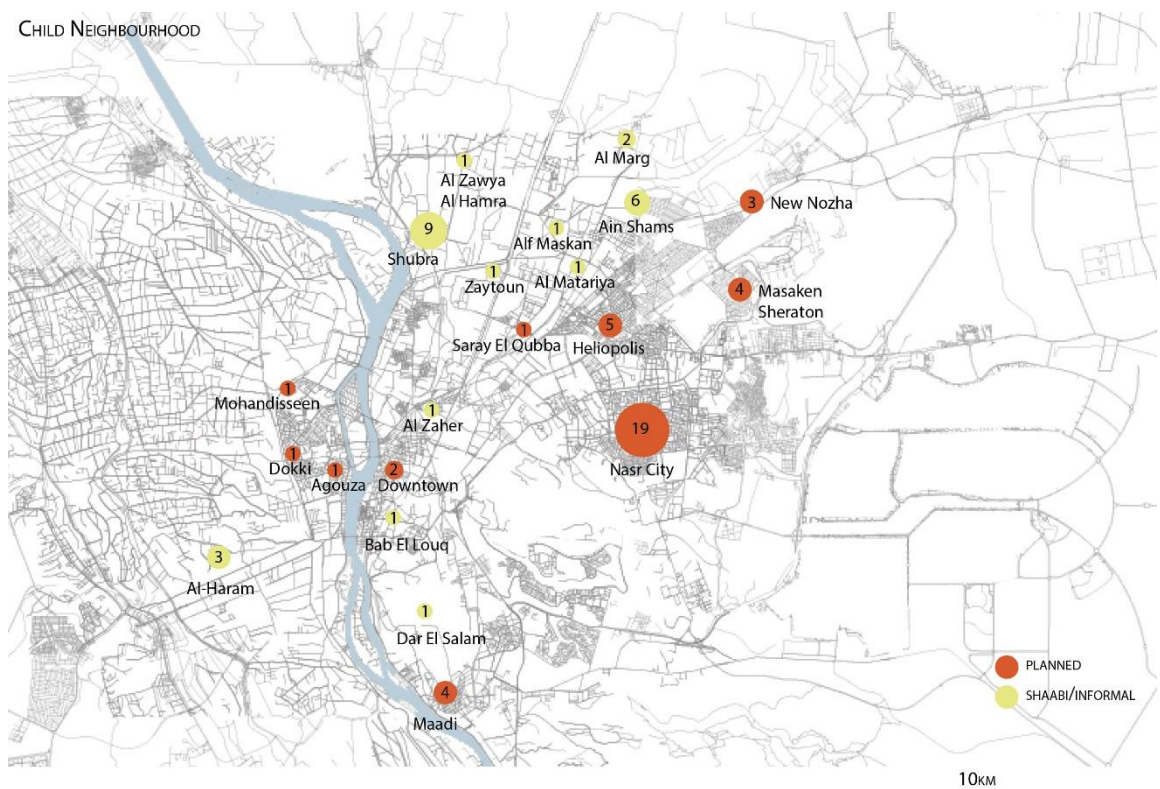 Child Neighbourhood
2
Al Marg
1
Al Zawya
Al Hamra
6
Ain Shams
3
New Nozha
9
Shubra
1
Alf Maskan
1
Zaytoun
1
Al Matariya
4
Masaken
Sheraton
1
Saray El Qubba
5
Heliopolis
1
Mohandisseen
1
Al Zaher
19
Nasr City
1
Dokki
1
Agouza
2
Downtown
1
Bab El Louq
3
Al-Haram
1
Dar El Salam
4
Maadi
planned
shaabi/informal
10km